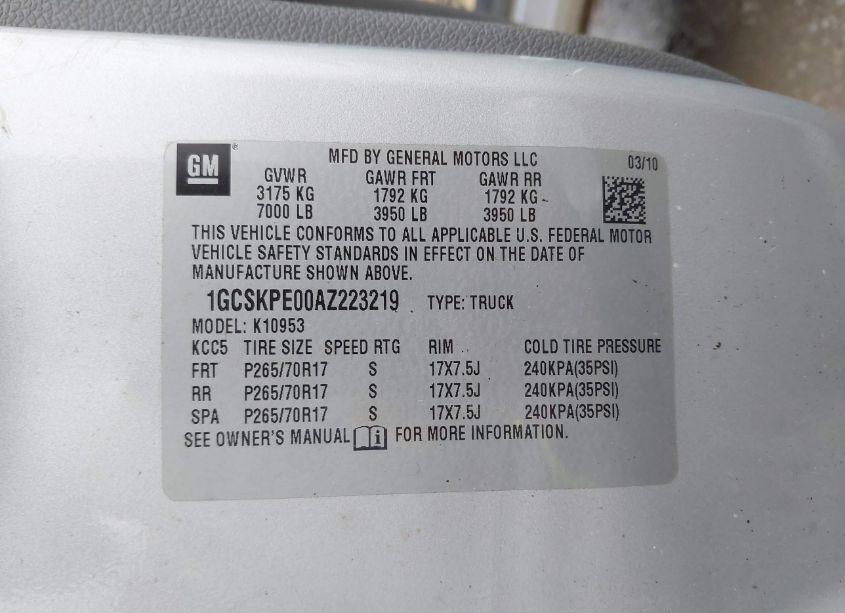 GM
MFD BY GENERAL MOTORS LLC 03/10
GVWR GAWR FRT GAWR RR
3175 KG 1792 KG 1792 KG
7000 LB 3950 LB 3950 LB
THIS VEHICLE CONFORMS TO ALL APPLICABLE U.S. FEDERAL MOTOR
VEHICLE SAFETY STANDARDS IN EFFECT ON THE DATE OF
MANUFACTURE SHOWN ABOVE.
1GCSKPE00AZ223219 TYPE: TRUCK
MODEL: K10953
KCC5 TIRE SIZE SPEED RTG RIM COLD TIRE PRESSURE
FRT P265/70R17 S 17X7.5J 240KPA(35PSI)
RR P265/70R17 S 17X7.5J 240KPA(35PSI)
SPA P265/70R17 S 17X7.5J 240KPA(35PSI)
SEE OWNER'S MANUAL FOR MORE INFORMATION.